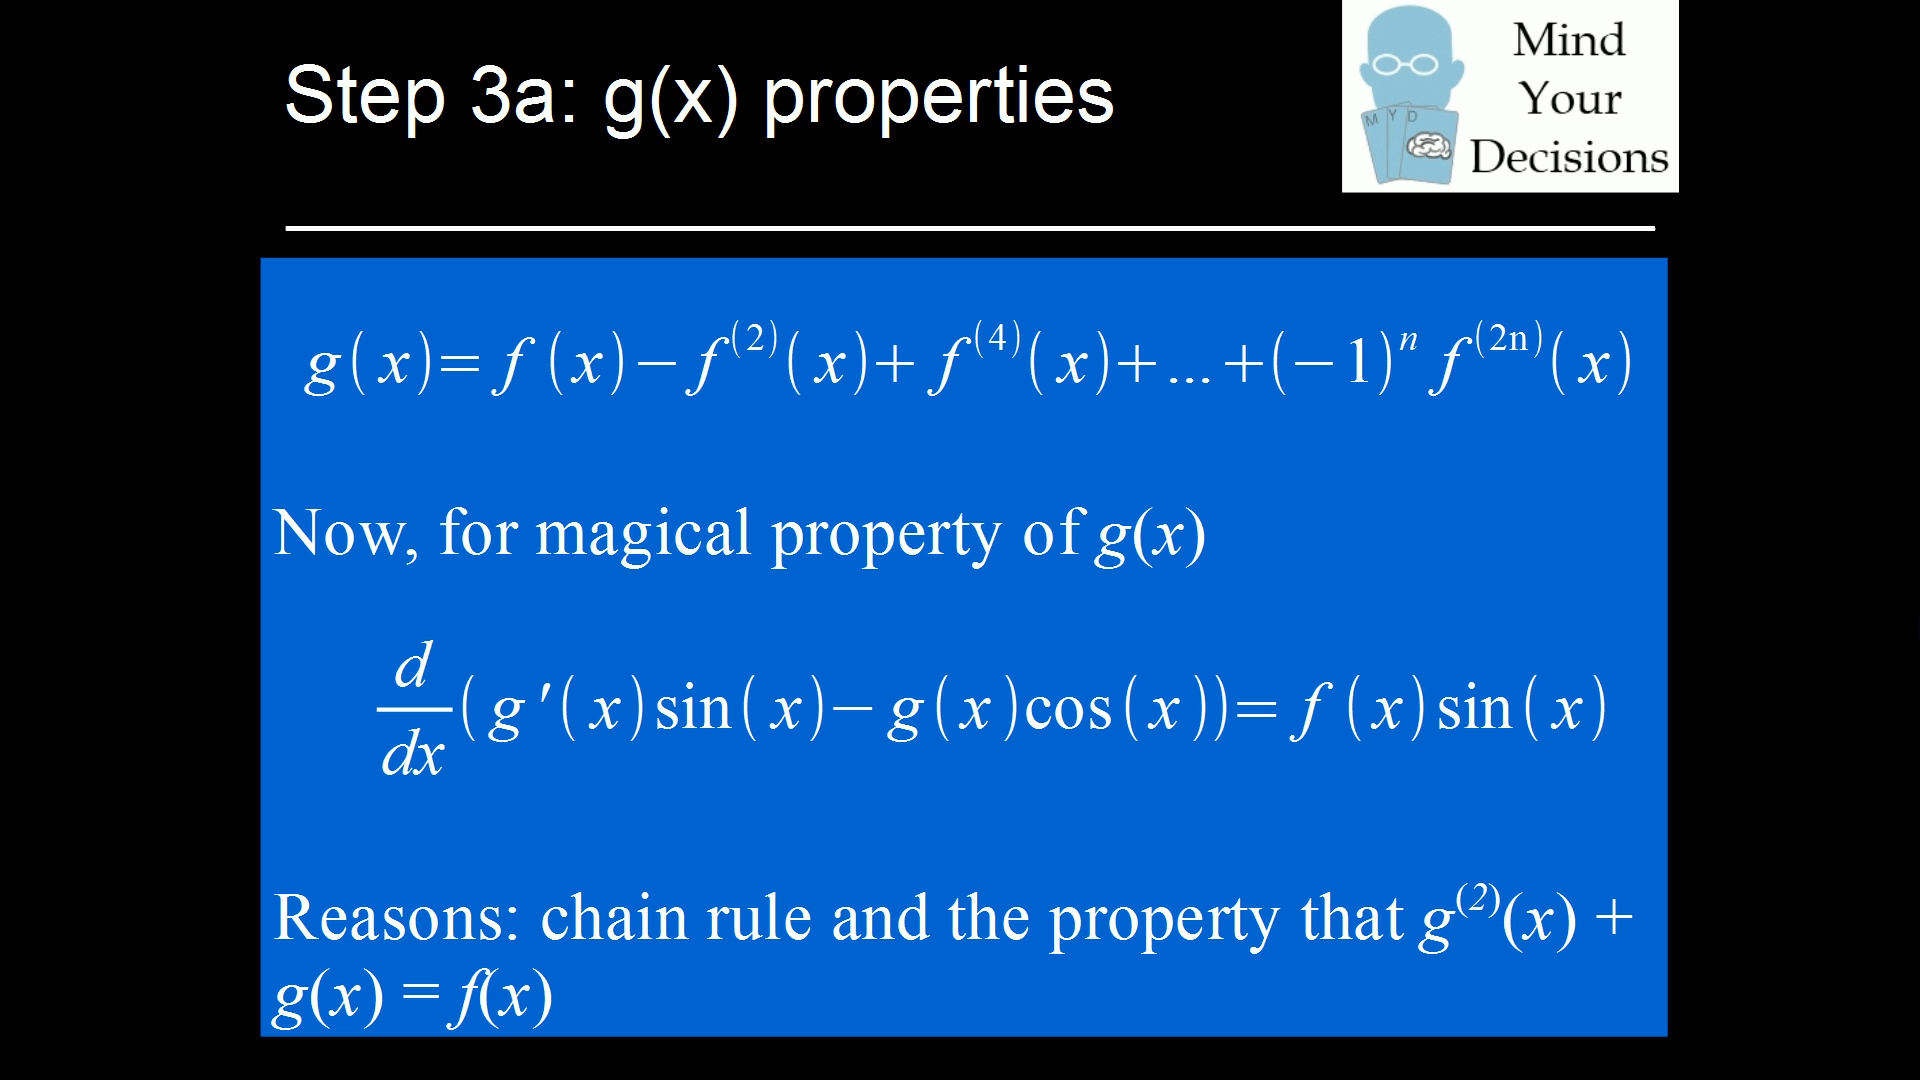 Step 3a: g(x) properties
Mind
Your
Decisions
M Y D
g(x)=f(x)−f⁽²⁾(x)+f⁽⁴⁾(x)+...+(−1)ⁿ f⁽²ⁿ⁾(x)
Now, for magical property of g(x)
d/dx (g'(x)sin(x)−g(x)cos(x))=f(x)sin(x)
Reasons: chain rule and the property that g⁽²⁾(x) +
g(x) = f(x)